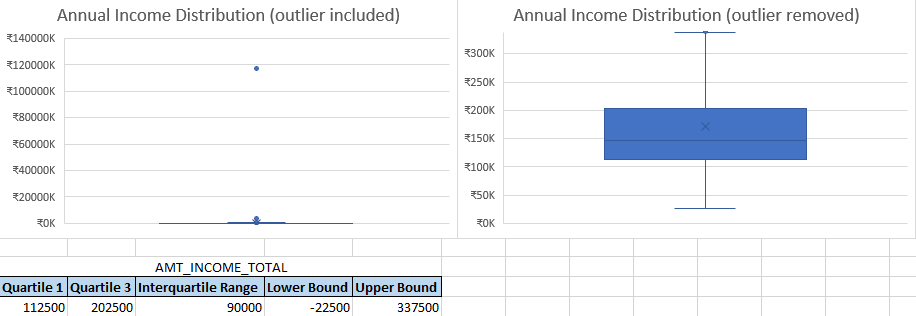 Annual Income Distribution (outlier included)
₹140000K
₹120000K
₹100000K
₹80000K
₹60000K
₹40000K
₹20000K
₹0K
Annual Income Distribution (outlier removed)
₹300K
₹250K
₹200K
₹150K
₹100K
₹50K
₹0K
AMT_INCOME_TOTAL
Quartile 1 Quartile 3 Interquartile Range Lower Bound Upper Bound
112500 202500 90000 -22500 337500